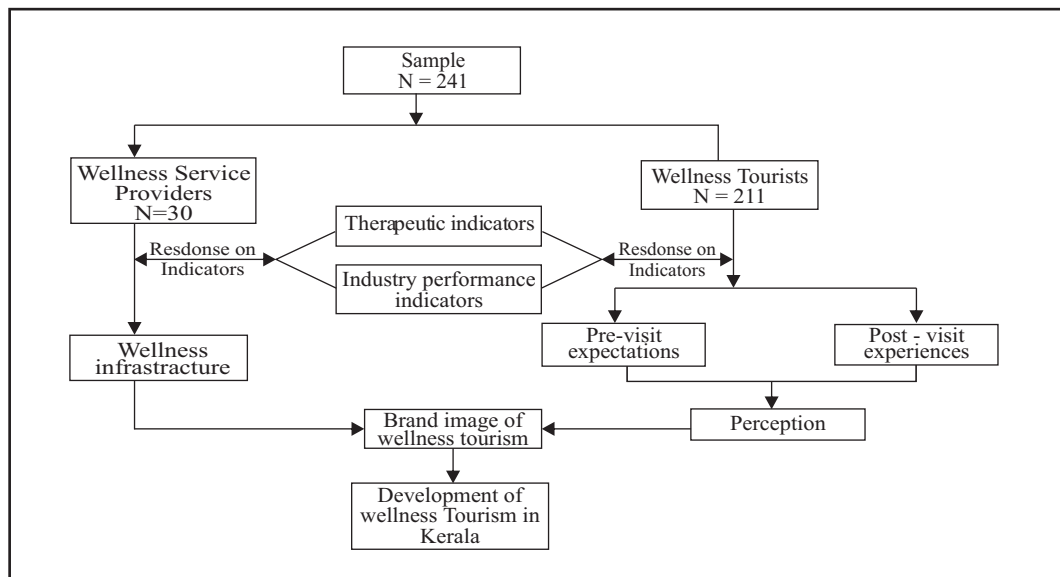 Sample
N = 241
Wellness Service
Providers
N=30
Wellness Tourists
N = 211
Therapeutic indicators
Resdonse on
Indicators
Resdonse on
Indicators
Industry performance
indicators
Wellness
infrastracture
Pre-visit
expectations
Post - visit
experiences
Brand image of
wellness tourism
Perception
Development of
wellness Tourism in
Kerala